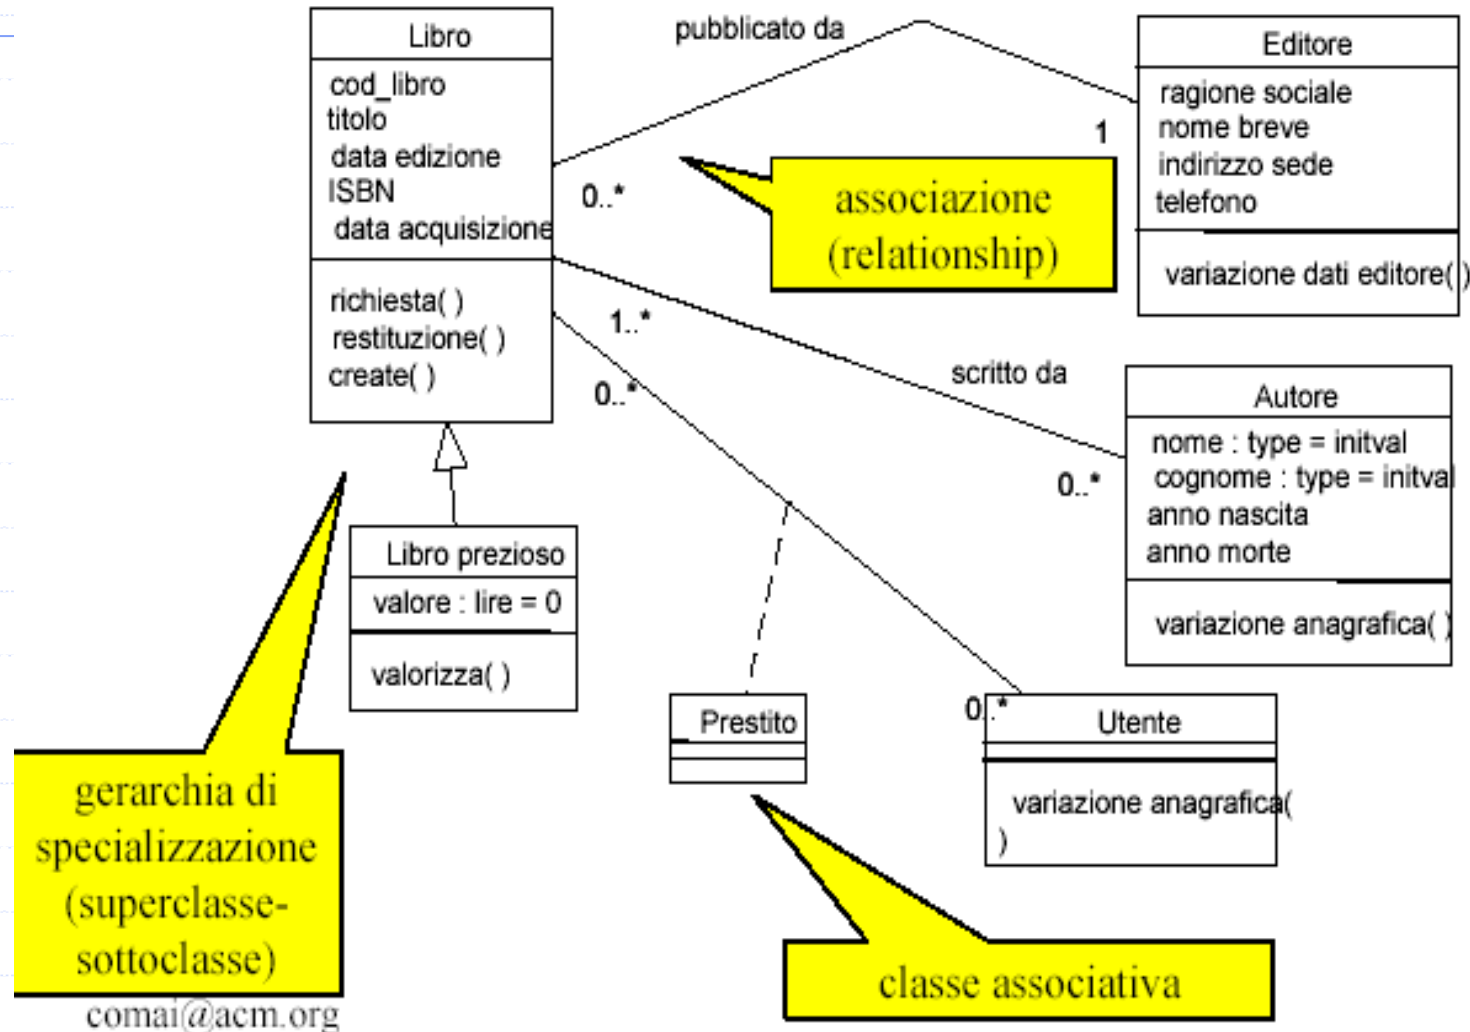 Libro
cod_libro
titolo
data edizione
ISBN
data acquisizione
richiesta( )
restituzione( )
create( )
pubblicato da
0..*
1
Editore
ragione sociale
nome breve
indirizzo sede
telefono
variazione dati editore( )
associazione
(relationship)
1..*
scritto da
0..*
0..*
Autore
nome : type = initval
cognome : type = initval
anno nascita
anno morte
variazione anagrafica( )
Libro prezioso
valore : lire = 0
valorizza( )
Prestito
0..*
Utente
variazione anagrafica(
)
gerarchia di
specializzazione
(superclasse-
sottoclasse)
classe associativa
comai@acm.org